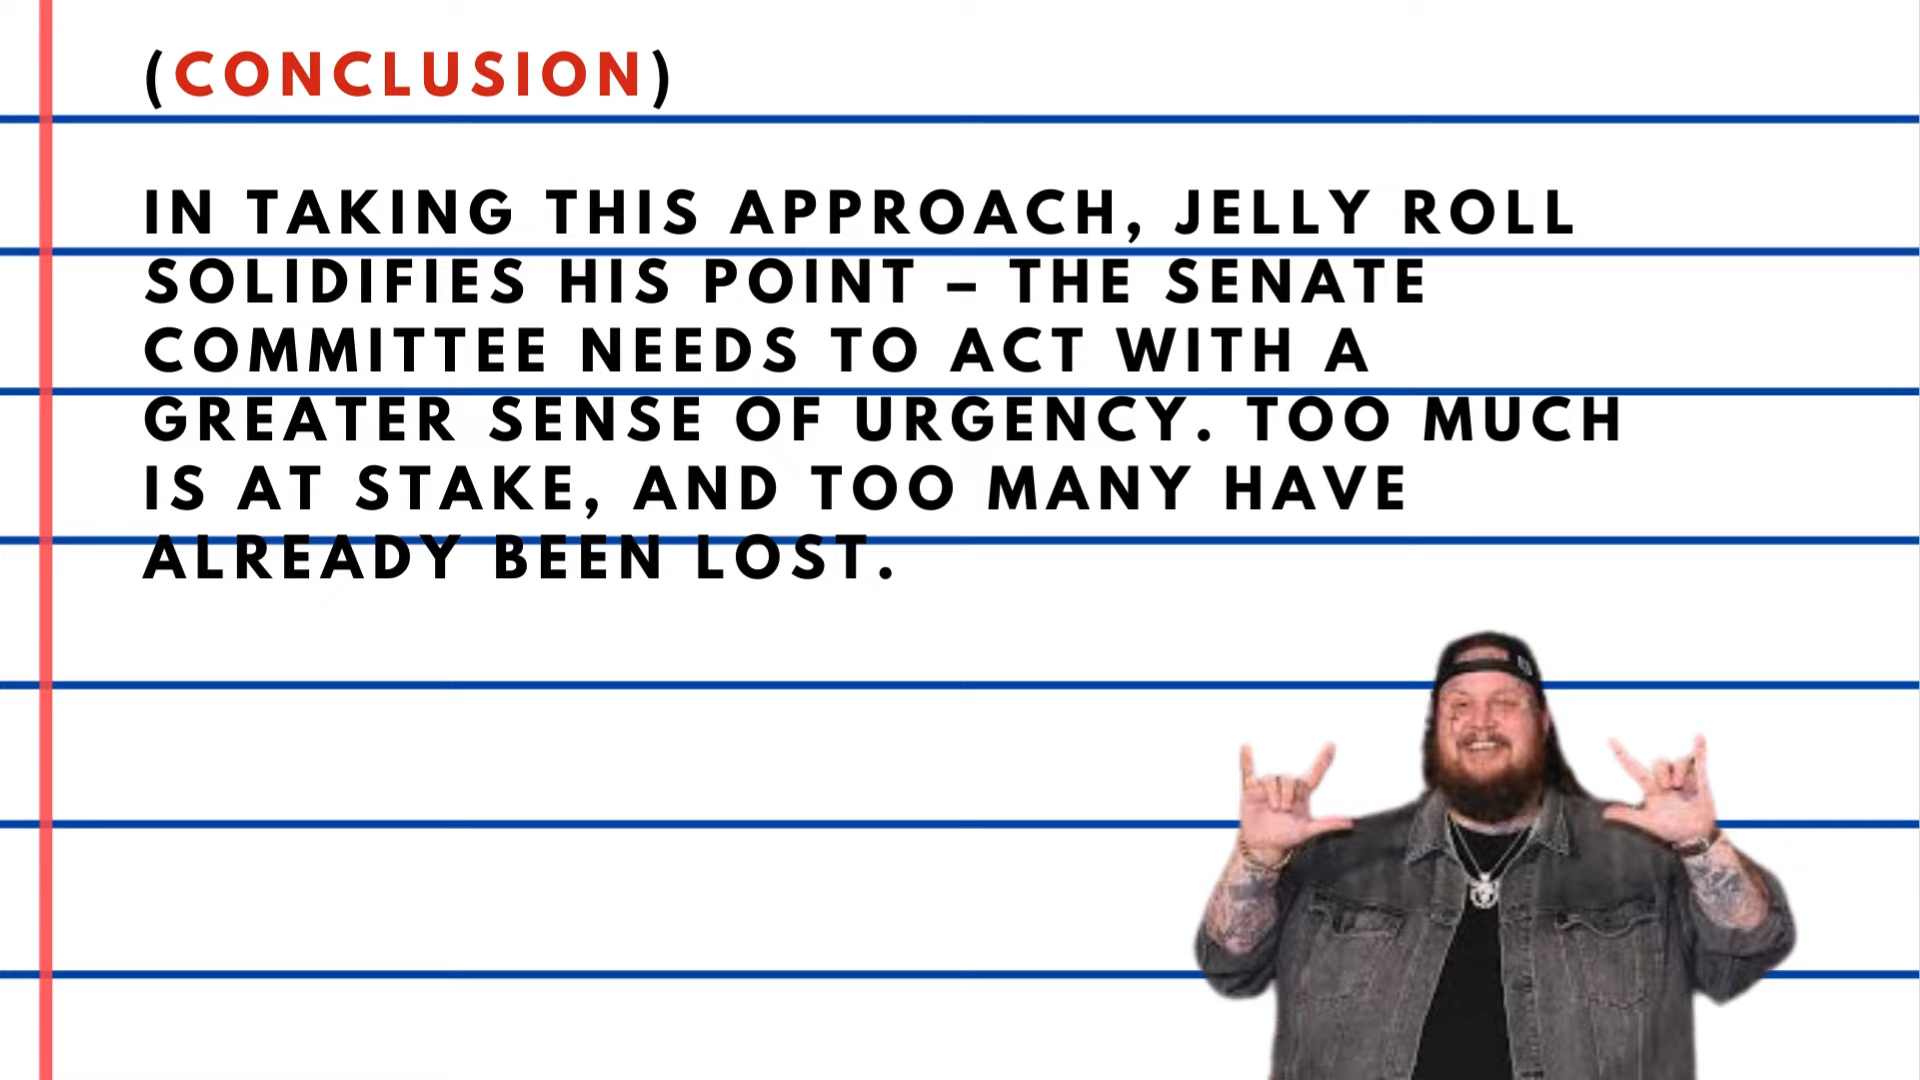 (CONCLUSION)
IN TAKING THIS APPROACH, JELLY ROLL
SOLIDIFIES HIS POINT – THE SENATE
COMMITTEE NEEDS TO ACT WITH A
GREATER SENSE OF URGENCY. TOO MUCH
IS AT STAKE, AND TOO MANY HAVE
ALREADY BEEN LOST.